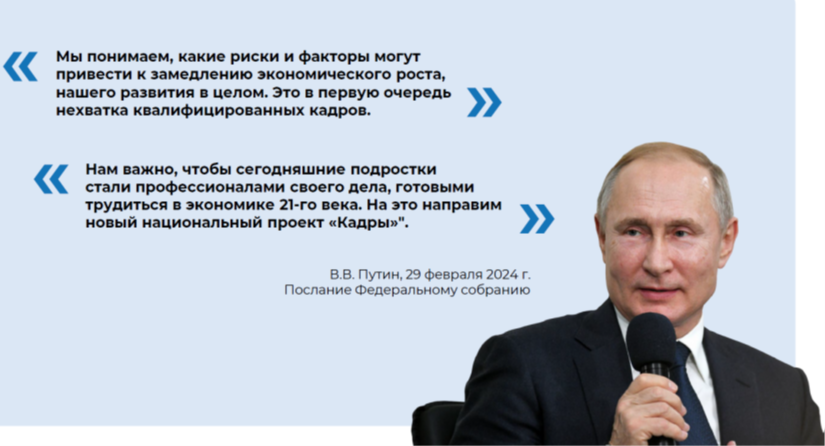 « Мы понимаем, какие риски и факторы могут
привести к замедлению экономического роста,
нашего развития в целом. Это в первую очередь
нехватка квалифицированных кадров. »
« Нам важно, чтобы сегодняшние подростки
стали профессионалами своего дела, готовыми
трудиться в экономике 21-го века. На это направим
новый национальный проект «Кадры»". »
В.В. Путин, 29 февраля 2024 г.
Послание Федеральному собранию